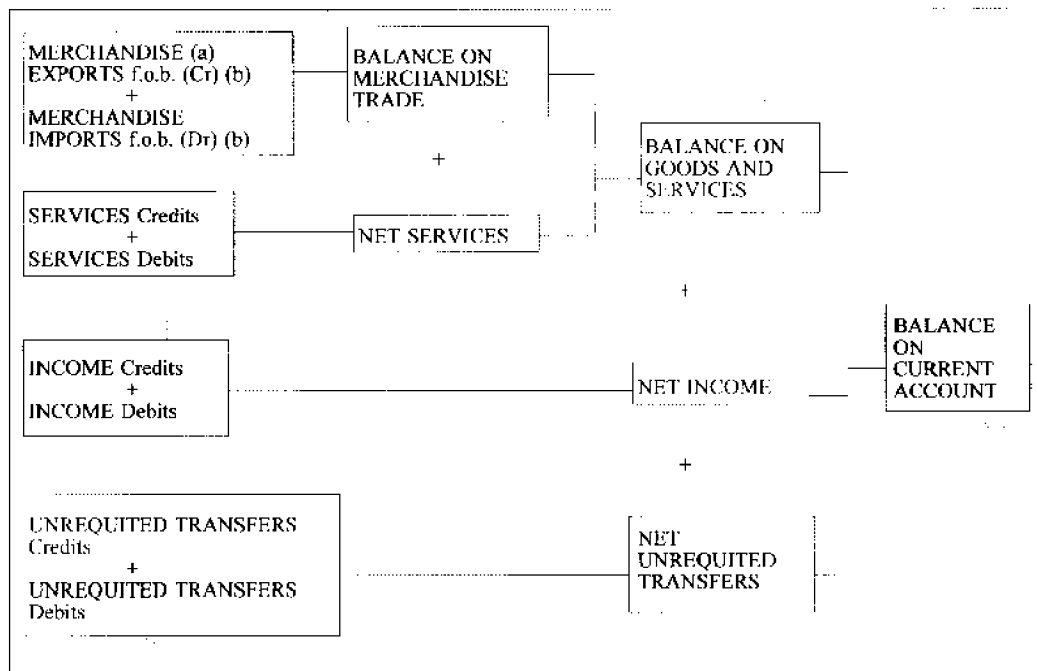 MERCHANDISE (a)
EXPORTS f.o.b. (Cr) (b)
+
MERCHANDISE
IMPORTS f.o.b. (Dr) (b)
BALANCE ON
MERCHANDISE
TRADE
+
SERVICES Credits
+
SERVICES Debits
NET SERVICES
BALANCE ON
GOODS AND
SERVICES
+
INCOME Credits
+
INCOME Debits
NET INCOME
+
UNREQUITED TRANSFERS
Credits
+
UNREQUITED TRANSFERS
Debits
NET
UNREQUITED
TRANSFERS
BALANCE
ON
CURRENT
ACCOUNT